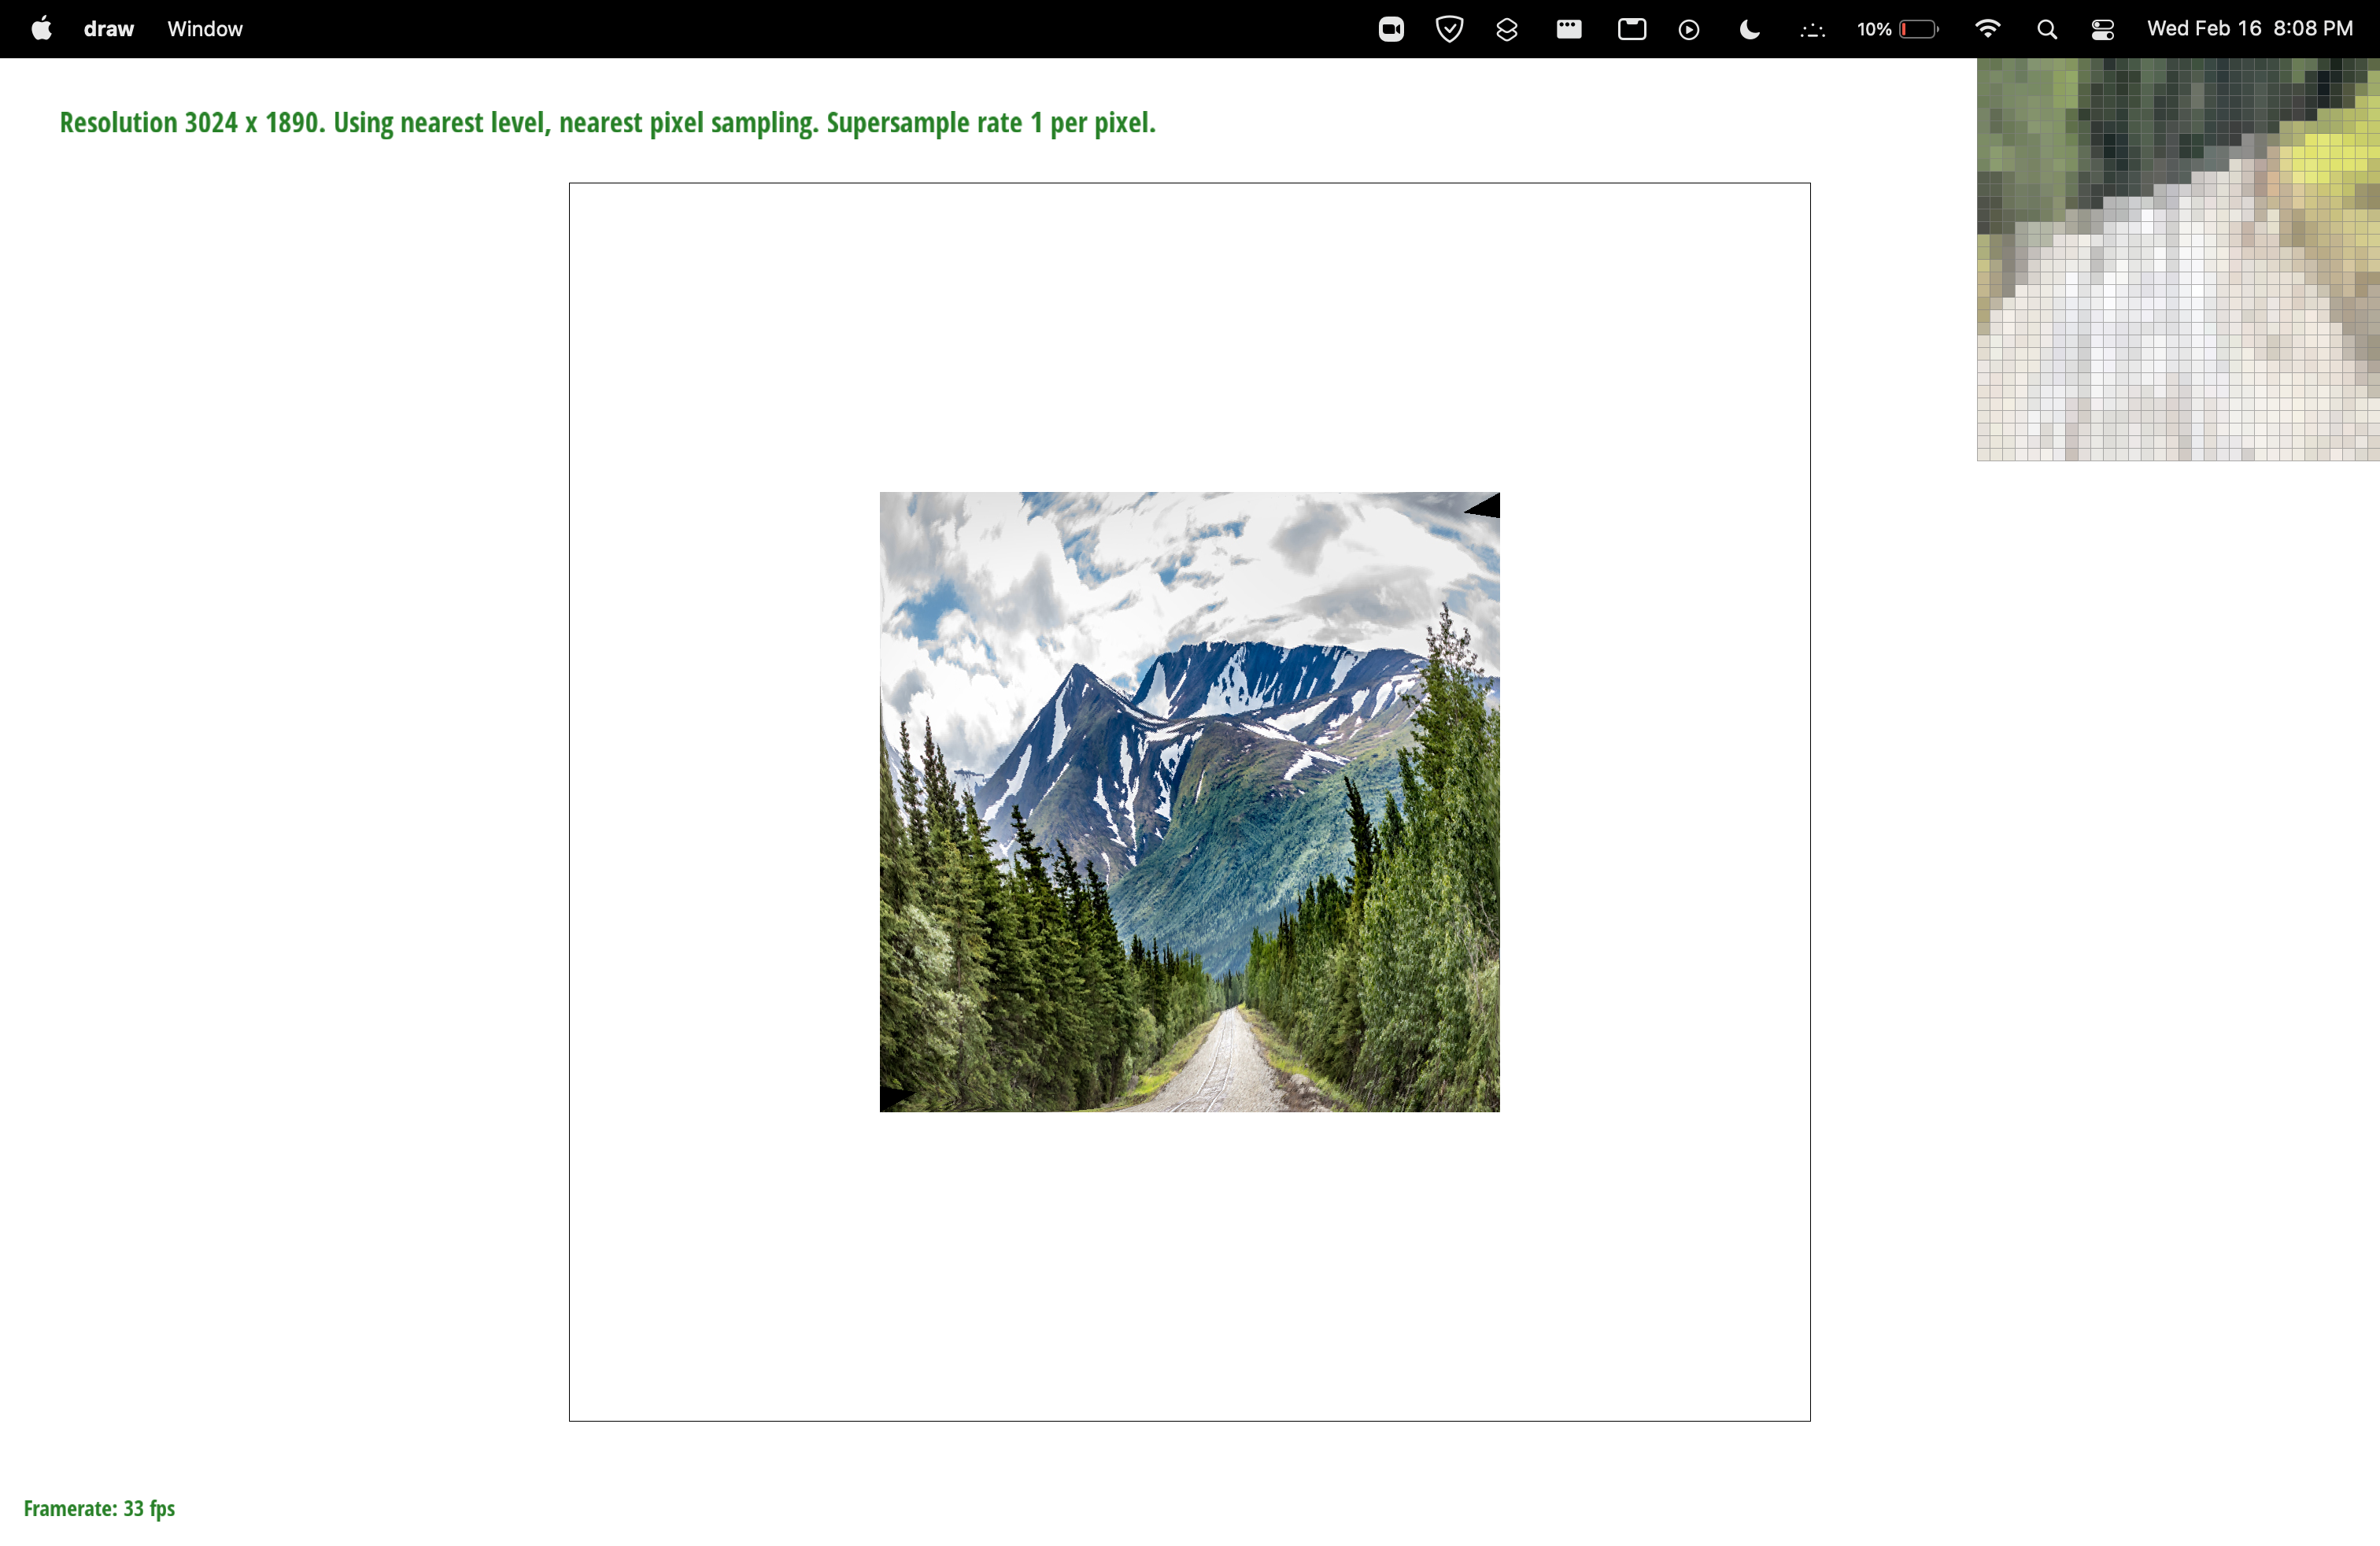 draw Window 10% Wed Feb 16 8:08 PM
Resolution 3024 x 1890. Using nearest level, nearest pixel sampling. Supersample rate 1 per pixel.
Framerate: 33 fps